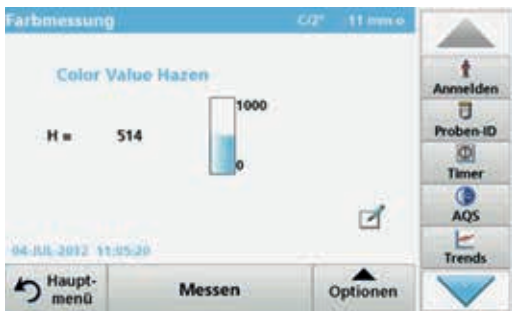 Farbmessung C/2° 11 mm o
Color Value Hazen
1000
H = 514
0
04-JUL-2012 11:05:20
Haupt-
menü
Messen
Optionen
Anmelden
Proben-ID
Timer
AQS
Trends